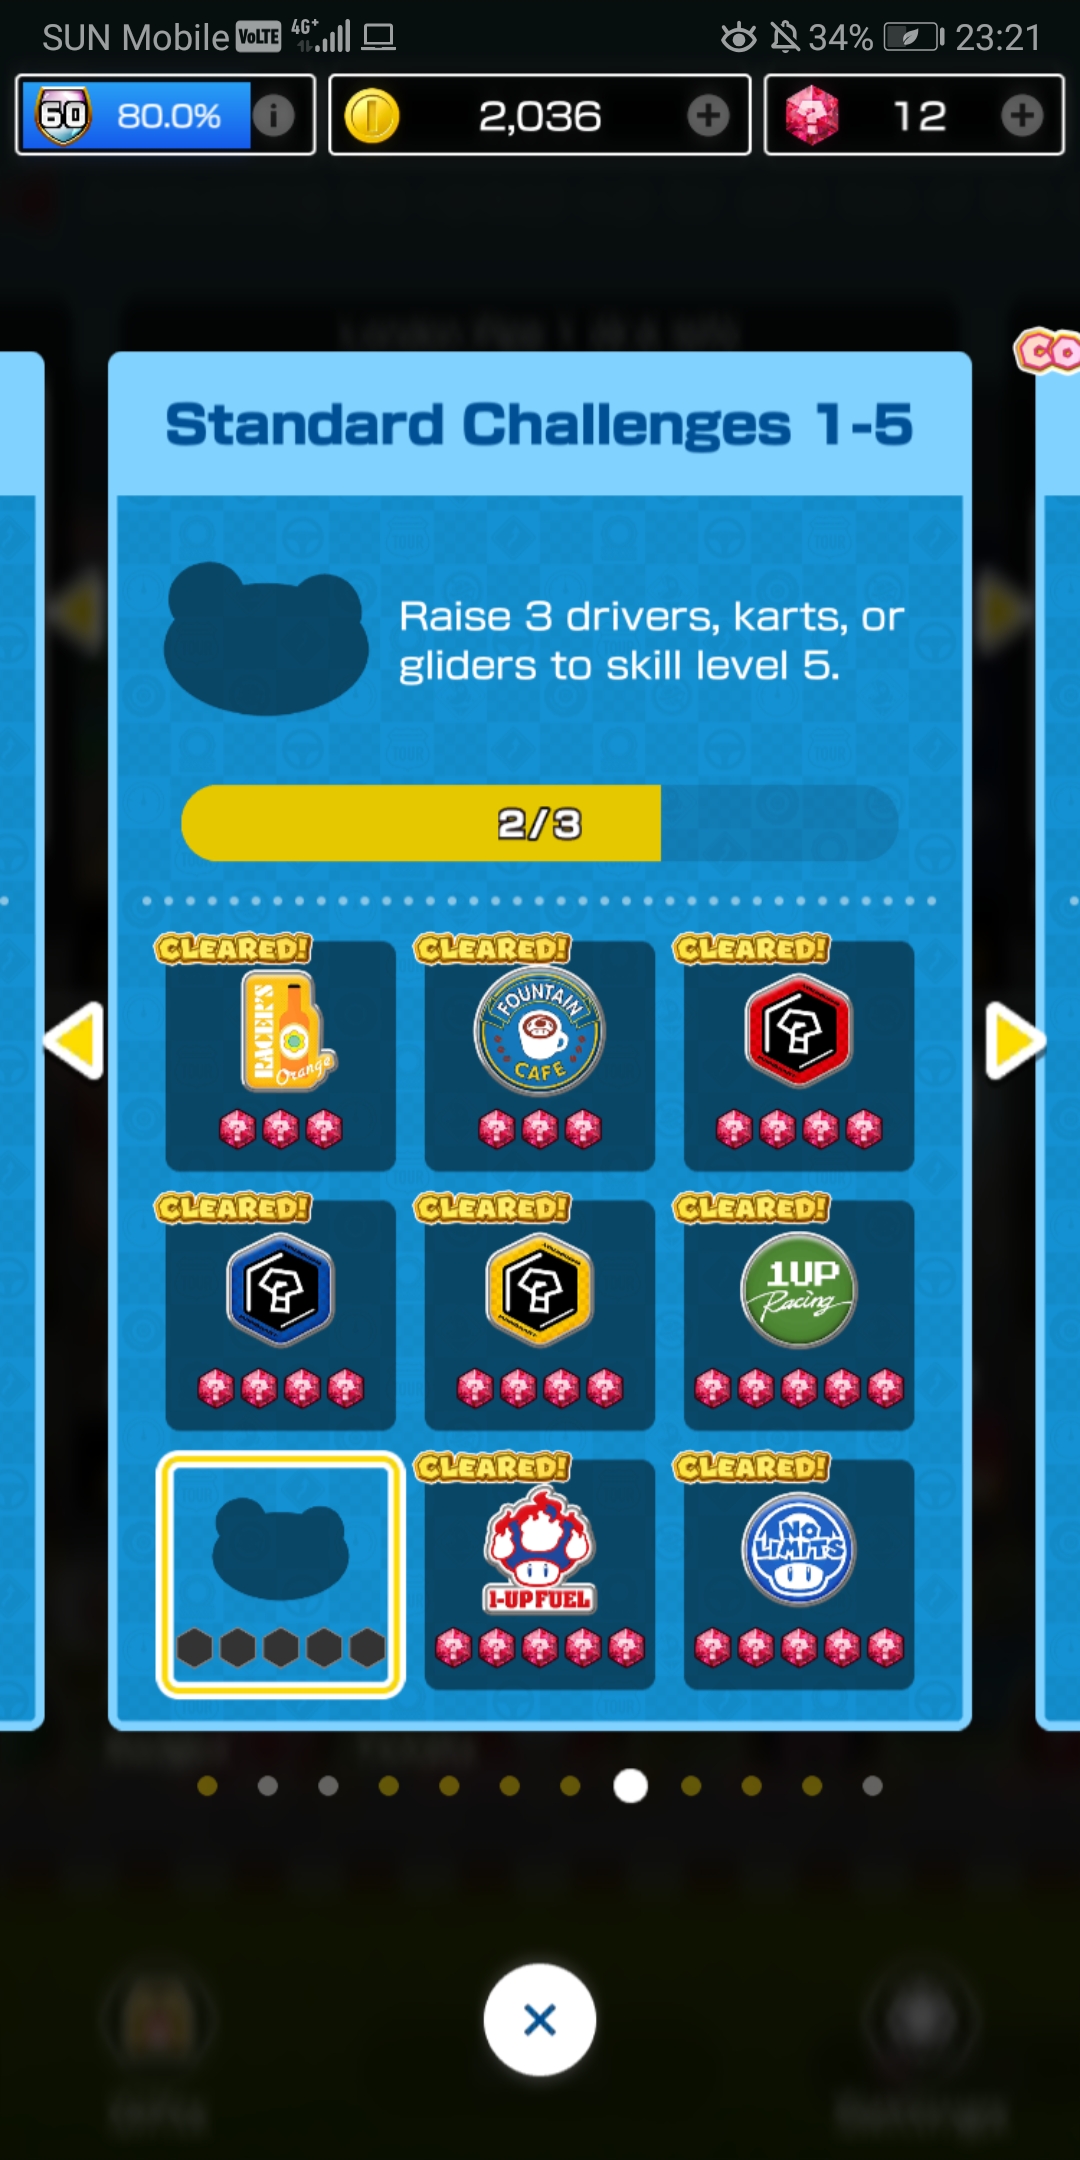 SUN Mobile VoLTE 4G+ 34% 23:21
60 80.0% i 2,036 + ? 12 +
CO
Standard Challenges 1-5
Raise 3 drivers, karts, or
gliders to skill level 5.
2/3
CLEARED! CLEARED! CLEARED!
RACER'S Orange FOUNTAIN CAFE
CLEARED! CLEARED! CLEARED!
1UP Racing
CLEARED! CLEARED!
1-UP FUEL NO LIMITS